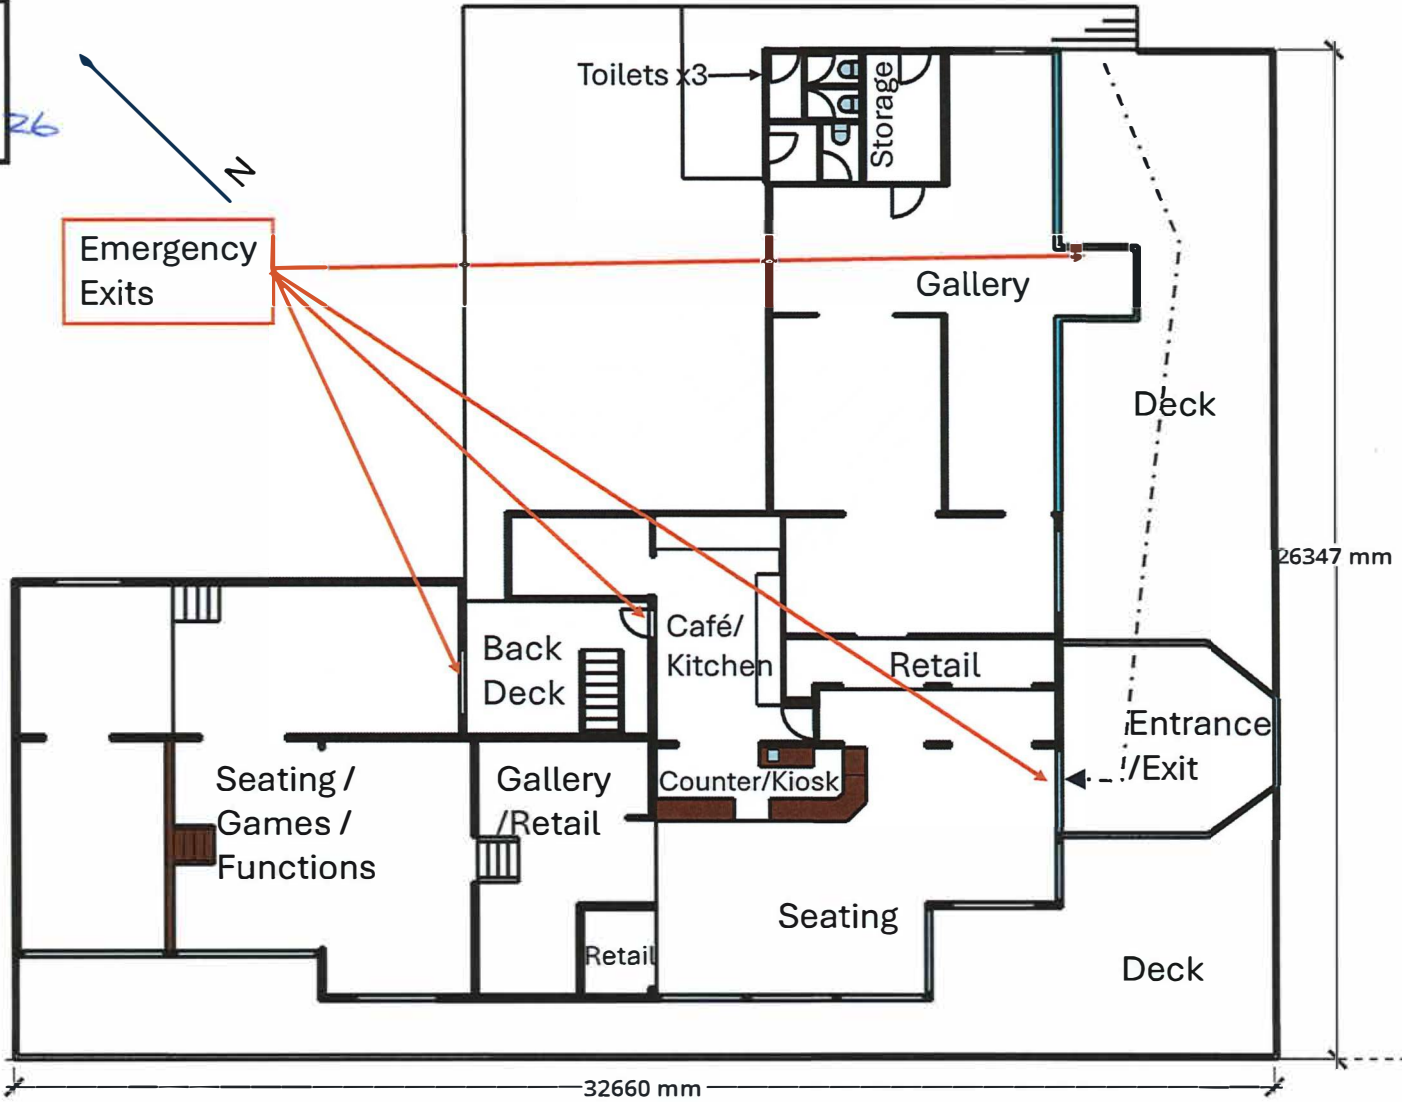 Toilets x3
Storage
26
N
Emergency
Exits
Gallery
Deck
26347 mm
Café/
Kitchen
Back
Deck
Retail
Entrance
/Exit
Seating /
Games /
Functions
Gallery
/Retail
Counter/Kiosk
Seating
Retail
Deck
32660 mm